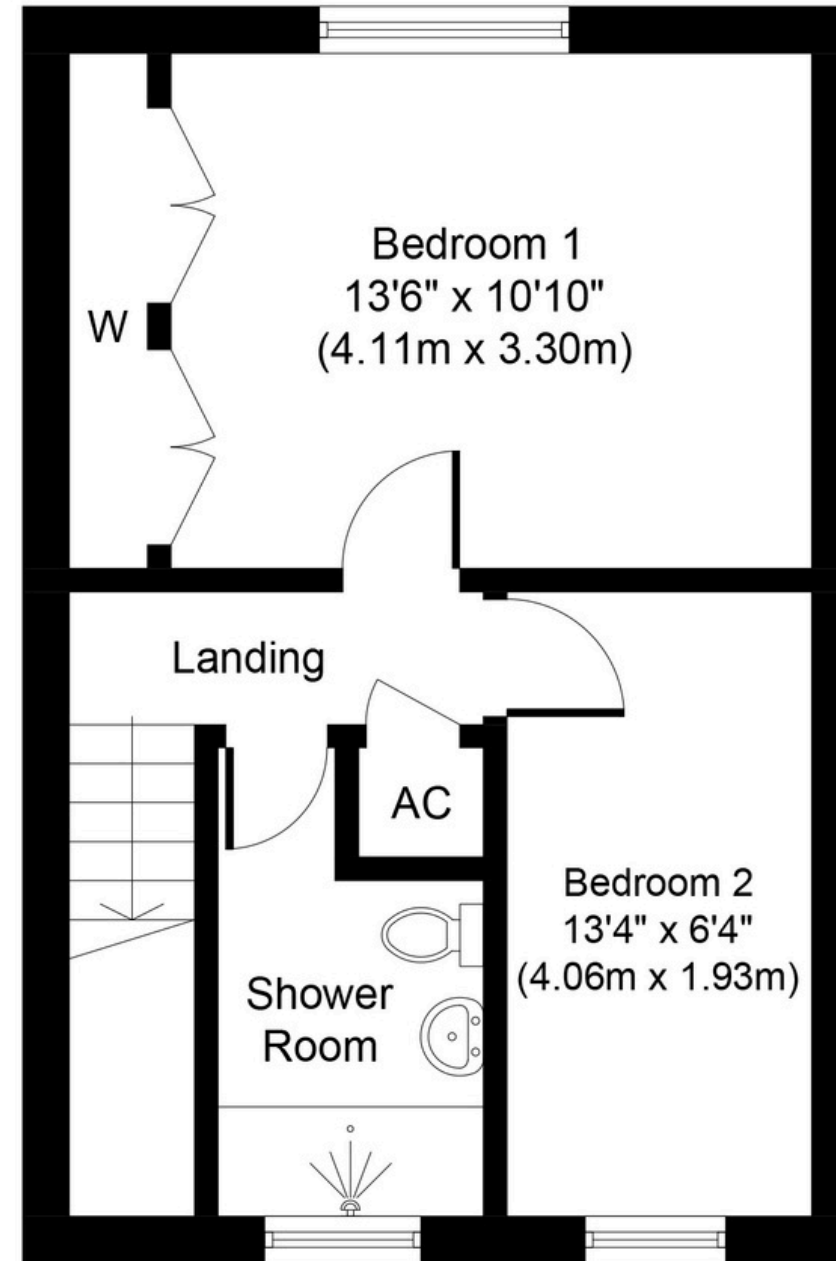 Bedroom 1
13'6" x 10'10"
(4.11m x 3.30m)
W
Landing
AC
Bedroom 2
13'4" x 6'4"
(4.06m x 1.93m)
Shower
Room